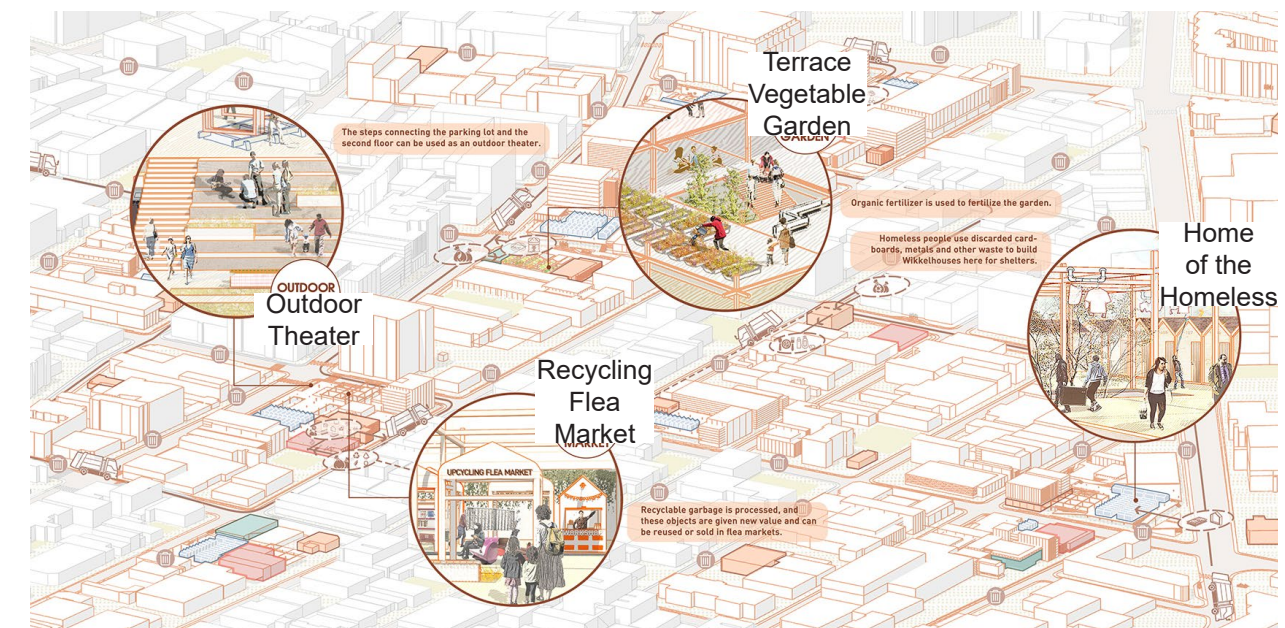 Terrace
Vegetable
Garden
GARDEN
The steps connecting the parking lot and the
second floor can be used as an outdoor theater.
Organic fertilizer is used to fertilize the garden.
Homeless people use discarded card-
boards, metals and other waste to build
Wikkelhouses here for shelters.
Home
of the
Homeless
OUTDOOR
Outdoor
Theater
Recycling
Flea
Market
MARKET
UPCYCLING FLEA MARKET
Recyclable garbage is processed, and
these objects are given new value and can
be reused or sold in flea markets.